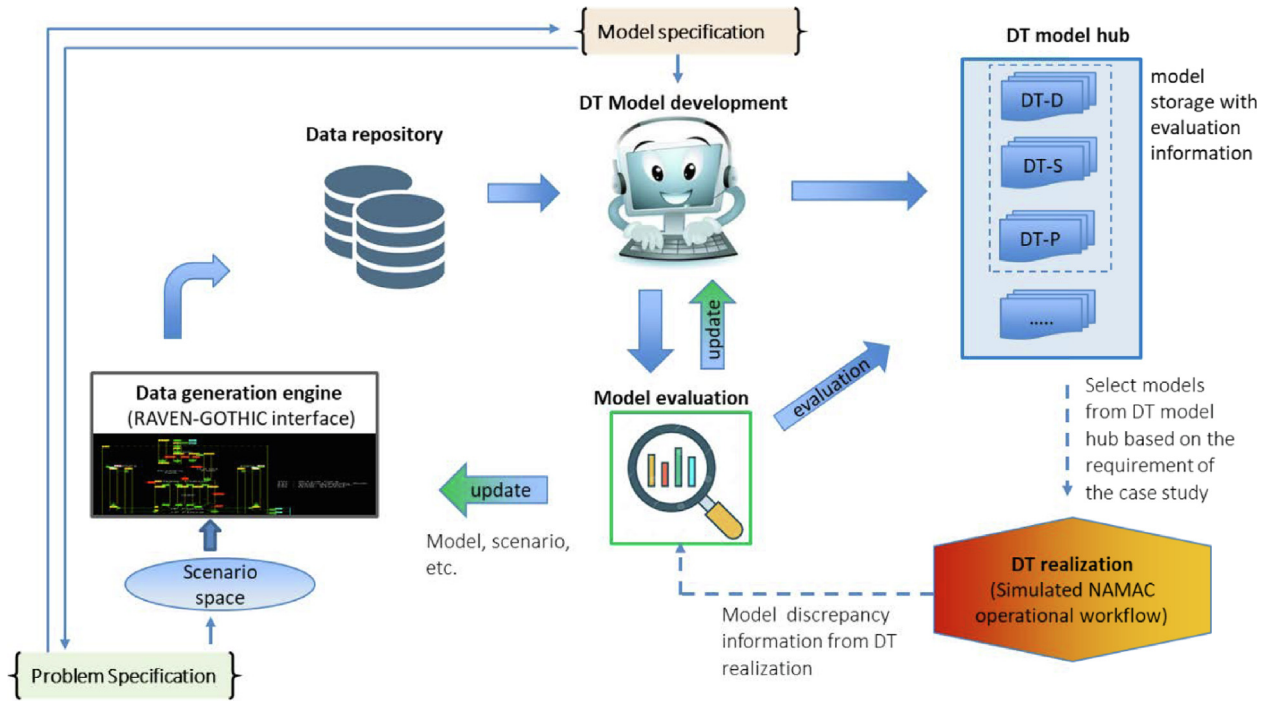 Model specification
DT Model development
DT model hub
model
storage with
evaluation
information
DT-D
DT-S
DT-P
.....
Data repository
update
Data generation engine
(RAVEN-GOTHIC interface)
Model evaluation
evaluation
Select models
from DT model
hub based on the
requirement of
the case study
update
Model, scenario,
etc.
Scenario
space
DT realization
(Simulated NAMAC
operational workflow)
Model discrepancy
information from DT
realization
Problem Specification